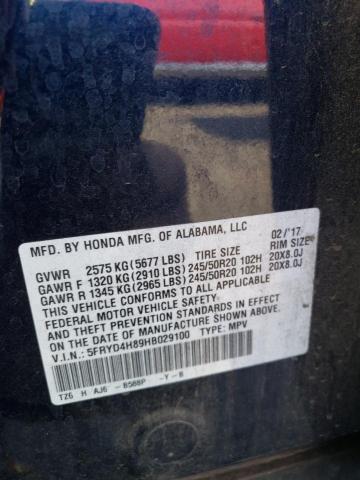 MFD. BY HONDA MFG. OF ALABAMA, LLC 02/'17
GVWR 2575 KG(5677 LBS) TIRE SIZE RIM SIZE
GAWR F 1320 KG(2910 LBS)245/50R20 102H 20X8.0J
GAWR R 1345 KG(2965 LBS)245/50R20 102H 20X8.0J
THIS VEHICLE CONFORMS TO ALL APPLICABLE
FEDERAL MOTOR VEHICLE SAFETY STANDARDS IN EFFECT
ON THE DATE OF MANUFACTURE SHOWN ABOVE.
V.I.N.: 5FRYD4H89HB029100 TYPE: MPV
TZ6 H AJ6 B588P -Y-B